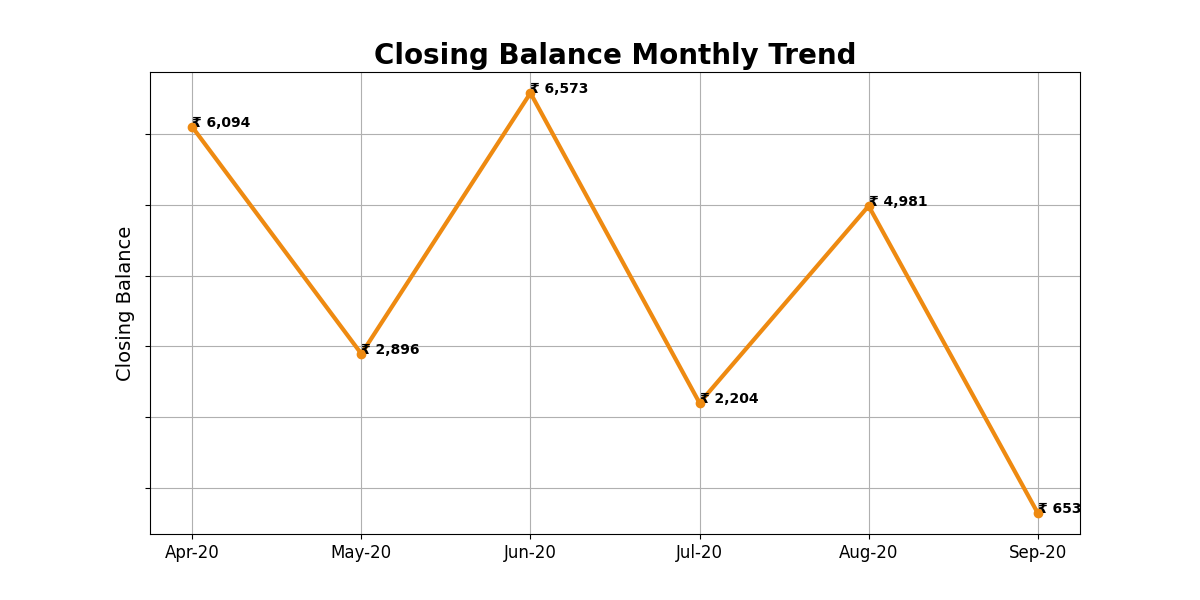 Closing Balance Monthly Trend
₹ 6,573
₹ 6,094
₹ 4,981
₹ 2,896
₹ 2,204
₹ 653
Closing Balance
Apr-20 May-20 Jun-20 Jul-20 Aug-20 Sep-20